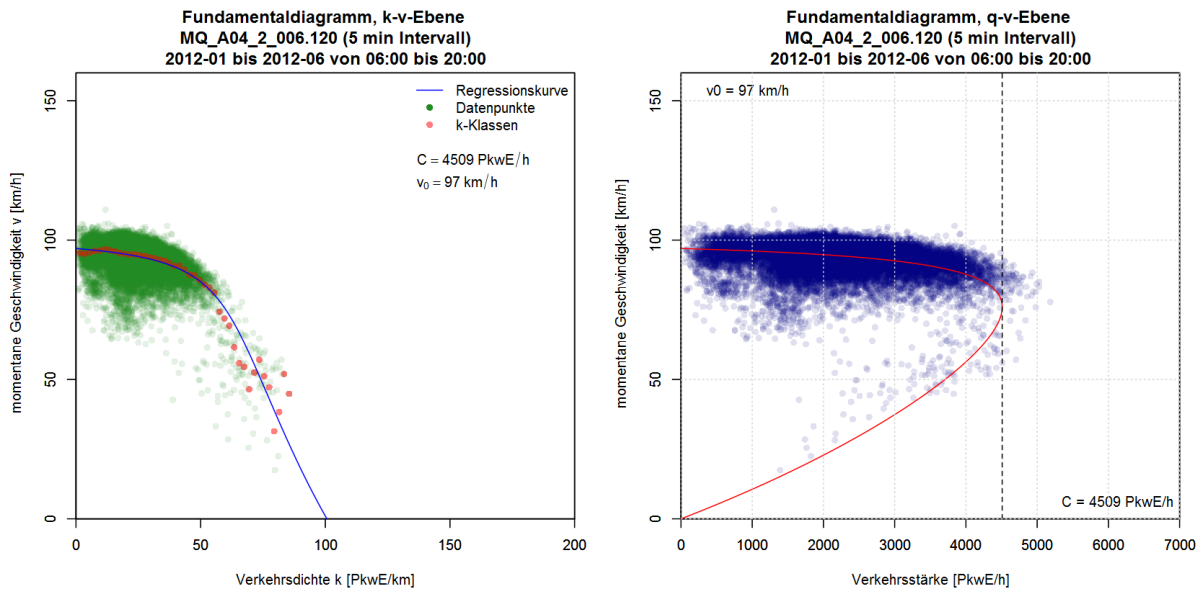 Fundamentaldiagramm, k-v-Ebene
MQ_A04_2_006.120 (5 min Intervall)
2012-01 bis 2012-06 von 06:00 bis 20:00
momentane Geschwindigkeit v [km/h]
150
100
50
0
Regressionskurve
Datenpunkte
k-Klassen
C = 4509 PkwE/h
v0 = 97 km/h
0 50 100 150 200
Verkehrsdichte k [PkwE/km]
Fundamentaldiagramm, q-v-Ebene
MQ_A04_2_006.120 (5 min Intervall)
2012-01 bis 2012-06 von 06:00 bis 20:00
momentane Geschwindigkeit [km/h]
150
100
50
0
v0 = 97 km/h
C = 4509 PkwE/h
0 1000 2000 3000 4000 5000 6000 7000
Verkehrsstärke [PkwE/h]